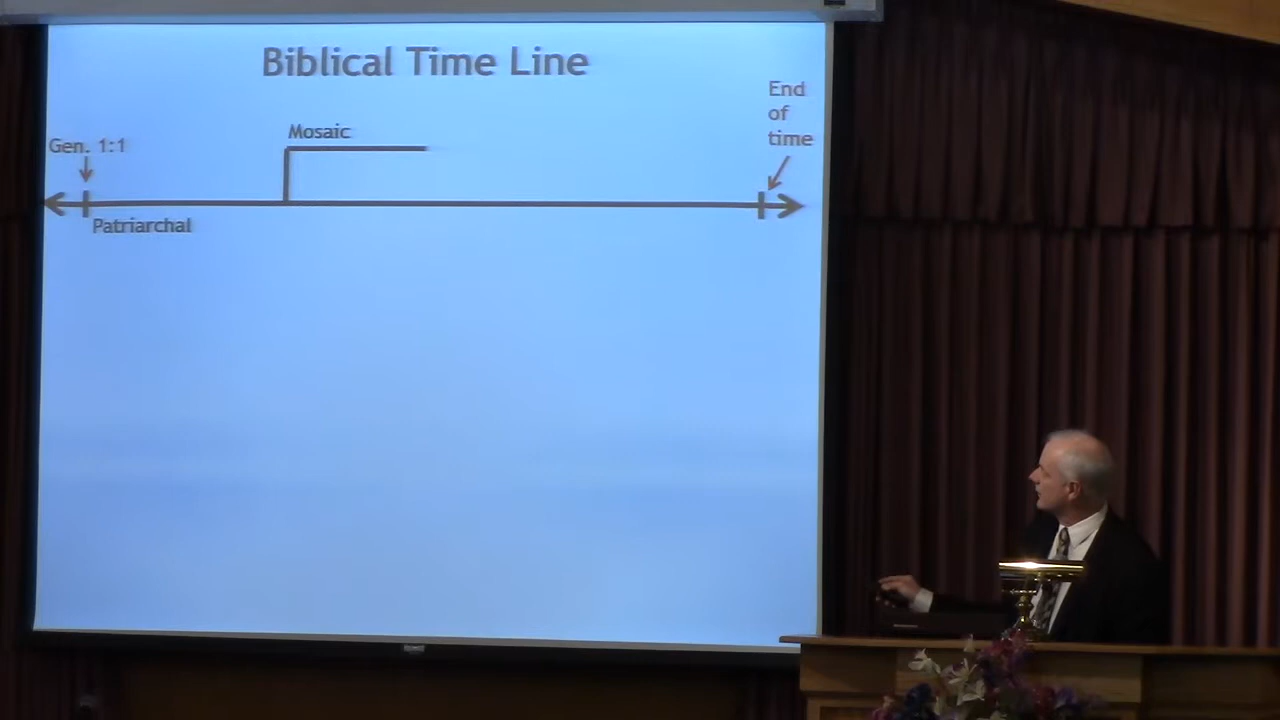 Biblical Time Line
End
of
time
Mosaic
Gen. 1:1
Patriarchal